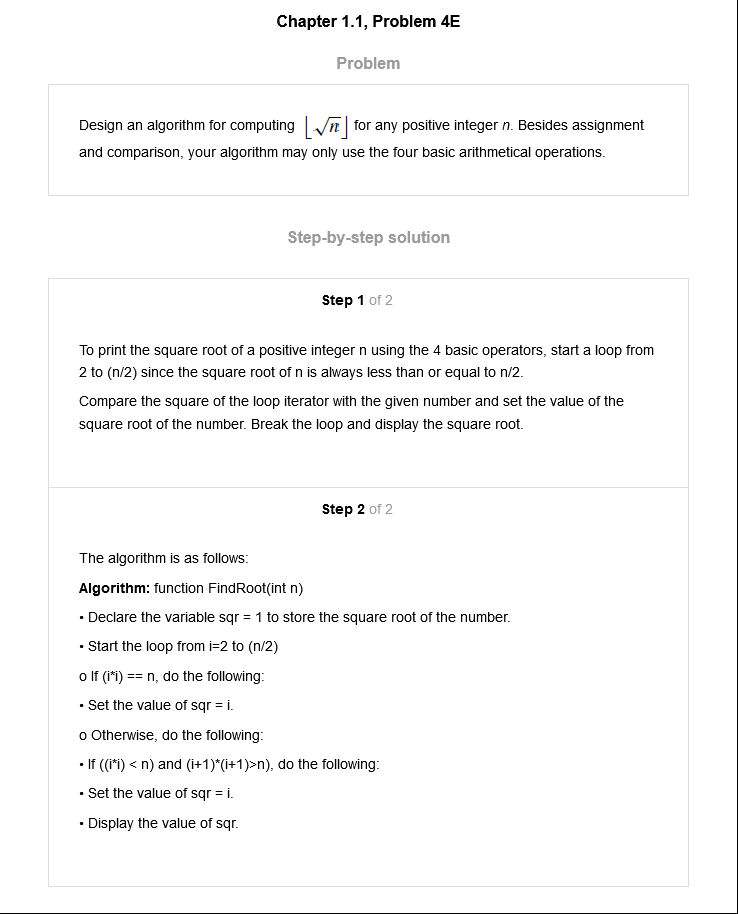 Chapter 1.1, Problem 4E
Problem
Design an algorithm for computing ⌊√n⌋ for any positive integer n. Besides assignment
and comparison, your algorithm may only use the four basic arithmetical operations.
Step-by-step solution
Step 1 of 2
To print the square root of a positive integer n using the 4 basic operators, start a loop from
2 to (n/2) since the square root of n is always less than or equal to n/2.
Compare the square of the loop iterator with the given number and set the value of the
square root of the number. Break the loop and display the square root.
Step 2 of 2
The algorithm is as follows:
Algorithm: function FindRoot(int n)
• Declare the variable sqr = 1 to store the square root of the number.
• Start the loop from i=2 to (n/2)
o If (i*i) == n, do the following:
• Set the value of sqr = i.
o Otherwise, do the following:
• If ((i*i) < n) and (i+1)*(i+1)>n), do the following:
• Set the value of sqr = i.
• Display the value of sqr.